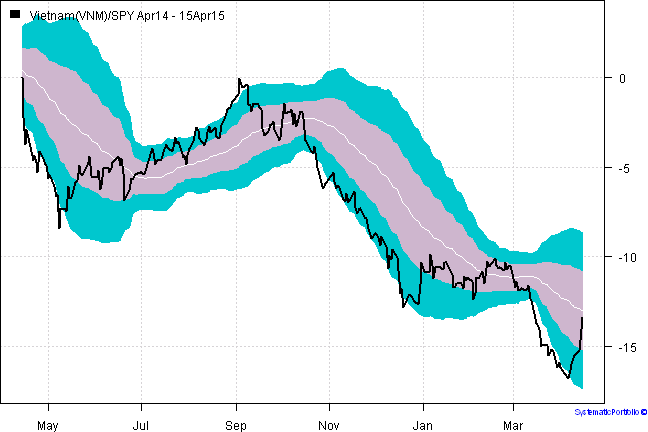 Vietnam(VNM)/SPY Apr14 - 15Apr15
0
-5
-10
-15
May Jul Sep Nov Jan Mar
SystematicPortfolio ©